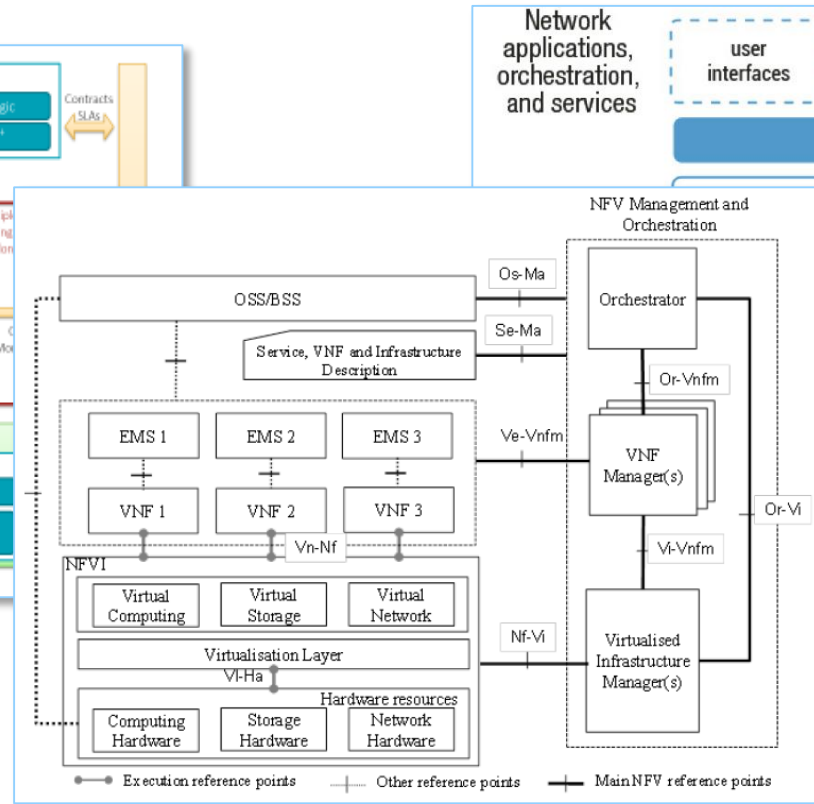 Network
applications,
orchestration,
and services
user
interfaces
Contracts
SLAs
NFV Management and
Orchestration
OSS/BSS
Os-Ma
Orchestrator
Se-Ma
Service, VNF and Infrastructure
Description
Or-Vnfm
EMS 1
EMS 2
EMS 3
Ve-Vnfm
VNF
Manager(s)
VNF 1
VNF 2
VNF 3
Or-Vi
Vn-Nf
Vi-Vnfm
NFVI
Virtual
Computing
Virtual
Storage
Virtual
Network
Nf-Vi
Virtualised
Infrastructure
Manager(s)
Virtualisation Layer
Vl-Ha
Hardware resources
Computing
Hardware
Storage
Hardware
Network
Hardware
Execution reference points
Other reference points
Main NFV reference points